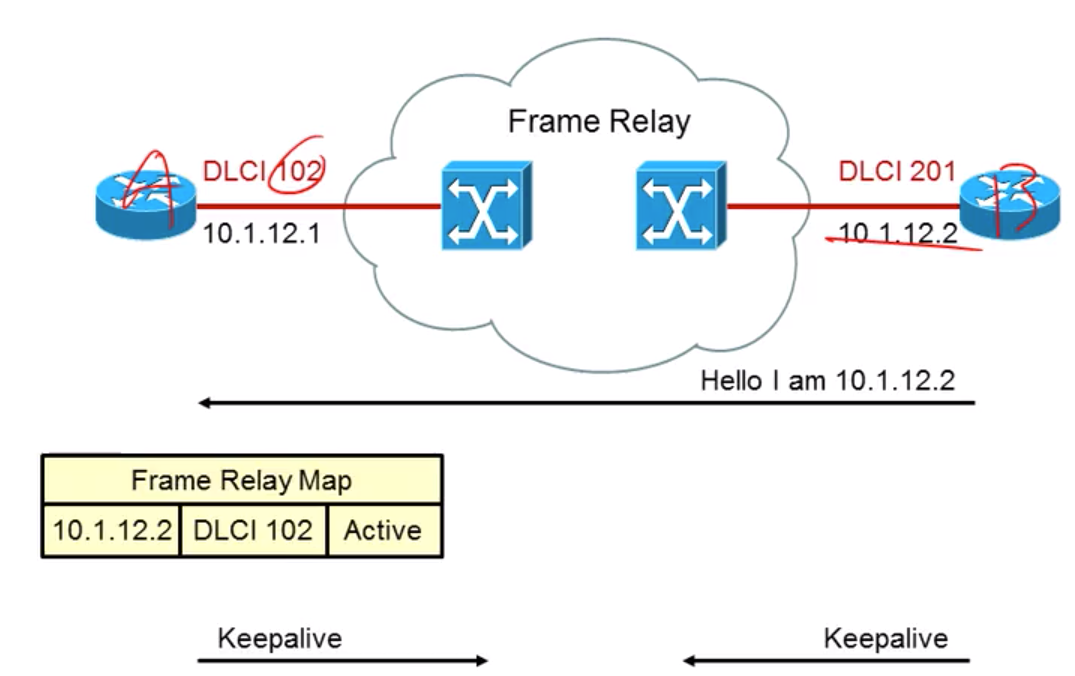 Frame Relay
A
DLCI 102
10.1.12.1
DLCI 201
B
10.1.12.2
Hello I am 10.1.12.2
Frame Relay Map
10.1.12.2 DLCI 102 Active
Keepalive
Keepalive